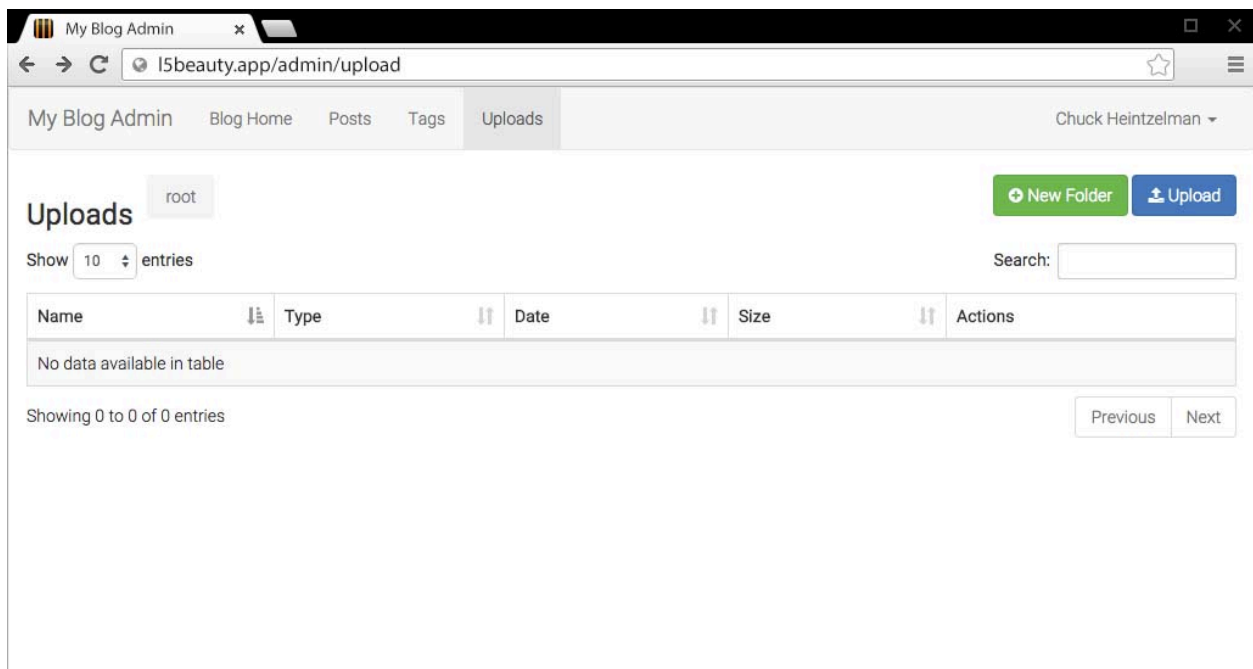 My Blog Admin
l5beauty.app/admin/upload
My Blog Admin Blog Home Posts Tags Uploads Chuck Heintzelman
Uploads root New Folder Upload
Show 10 entries Search:
Name Type Date Size Actions
No data available in table
Showing 0 to 0 of 0 entries Previous Next